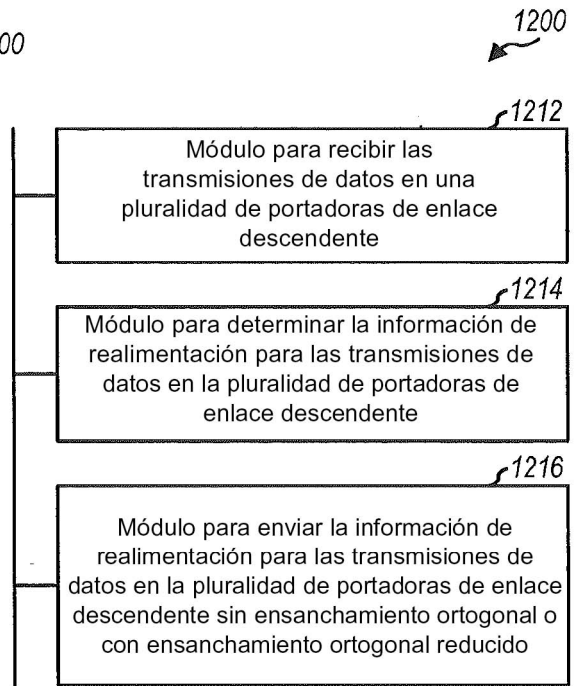 00
1200
1212
Módulo para recibir las
transmisiones de datos en una
pluralidad de portadoras de enlace
descendente
1214
Módulo para determinar la información de
realimentación para las transmisiones de
datos en la pluralidad de portadoras de
enlace descendente
1216
Módulo para enviar la información de
realimentación para las transmisiones de
datos en la pluralidad de portadoras de enlace
descendente sin ensanchamiento ortogonal o
con ensanchamiento ortogonal reducido